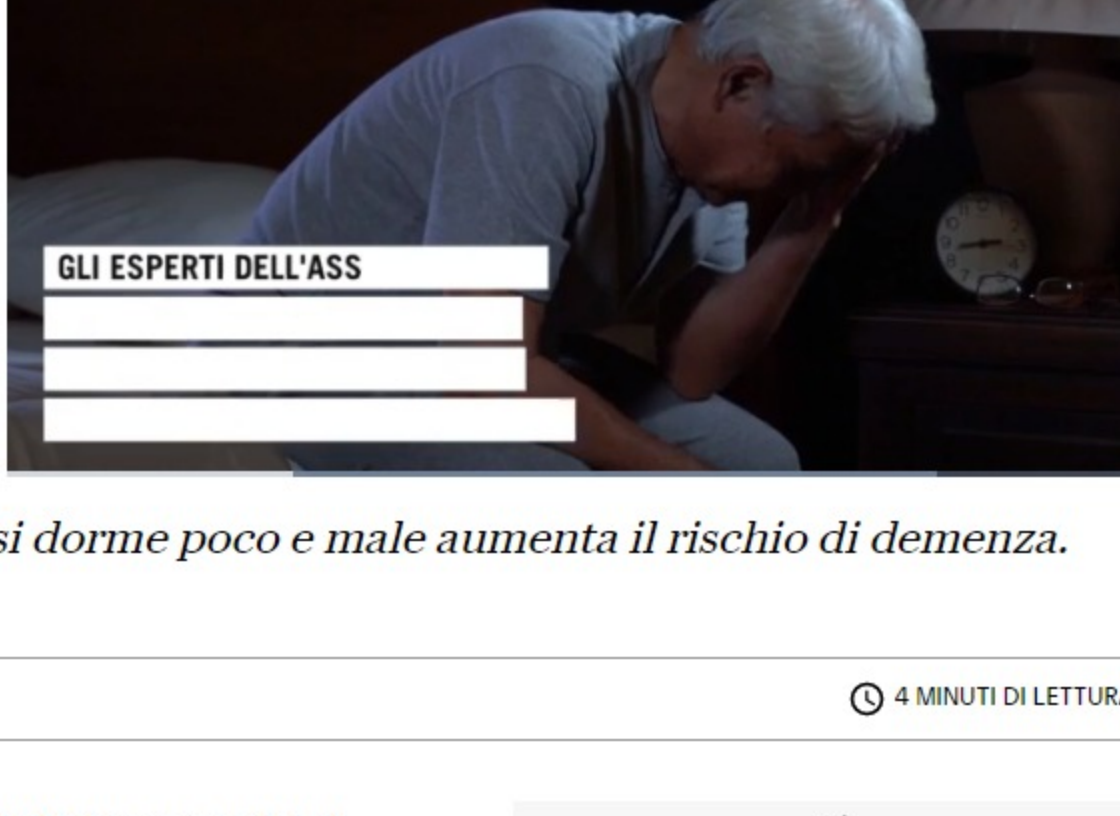 GLI ESPERTI DELL'ASS
si dorme poco e male aumenta il rischio di demenza.
4 MINUTI DI LETTURA